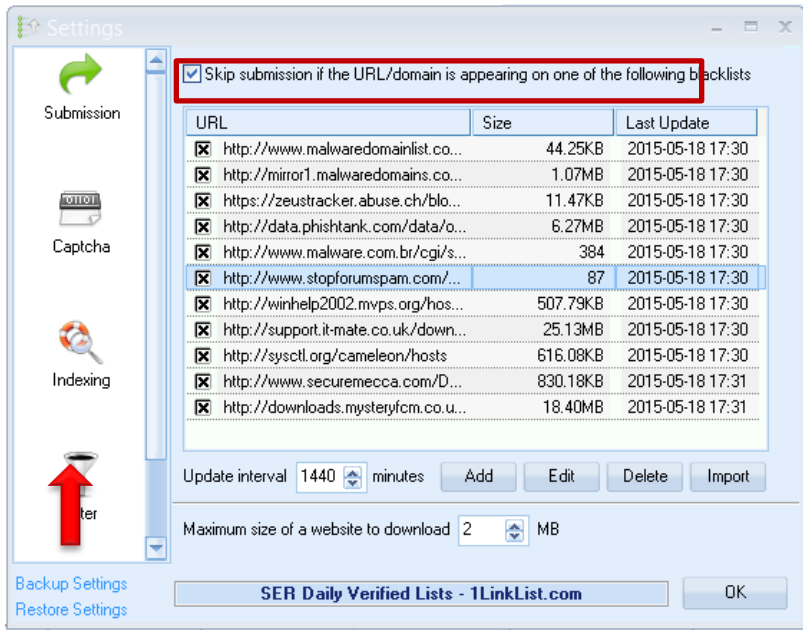 Settings
Submission
Captcha
Indexing
ter
Backup Settings
Restore Settings
Skip submission if the URL/domain is appearing on one of the following blacklists
URL Size Last Update
http://www.malwaredomainlist.co... 44.25KB 2015-05-18 17:30
http://mirror1.malwaredomains.co... 1.07MB 2015-05-18 17:30
https://zeustracker.abuse.ch/blo... 11.47KB 2015-05-18 17:30
http://data.phishtank.com/data/o... 6.27MB 2015-05-18 17:30
http://www.malware.com.br/cgi/s... 384 2015-05-18 17:30
http://www.stopforumspam.com/... 87 2015-05-18 17:30
http://winhelp2002.mvps.org/hos... 507.79KB 2015-05-18 17:30
http://support.it-mate.co.uk/down... 25.13MB 2015-05-18 17:30
http://sysctl.org/cameleon/hosts 616.08KB 2015-05-18 17:30
http://www.securemecca.com/D... 830.18KB 2015-05-18 17:31
http://downloads.mysteryfcm.co.u... 18.40MB 2015-05-18 17:31
Update interval 1440 minutes Add Edit Delete Import
Maximum size of a website to download 2 MB
SER Daily Verified Lists - 1LinkList.com OK